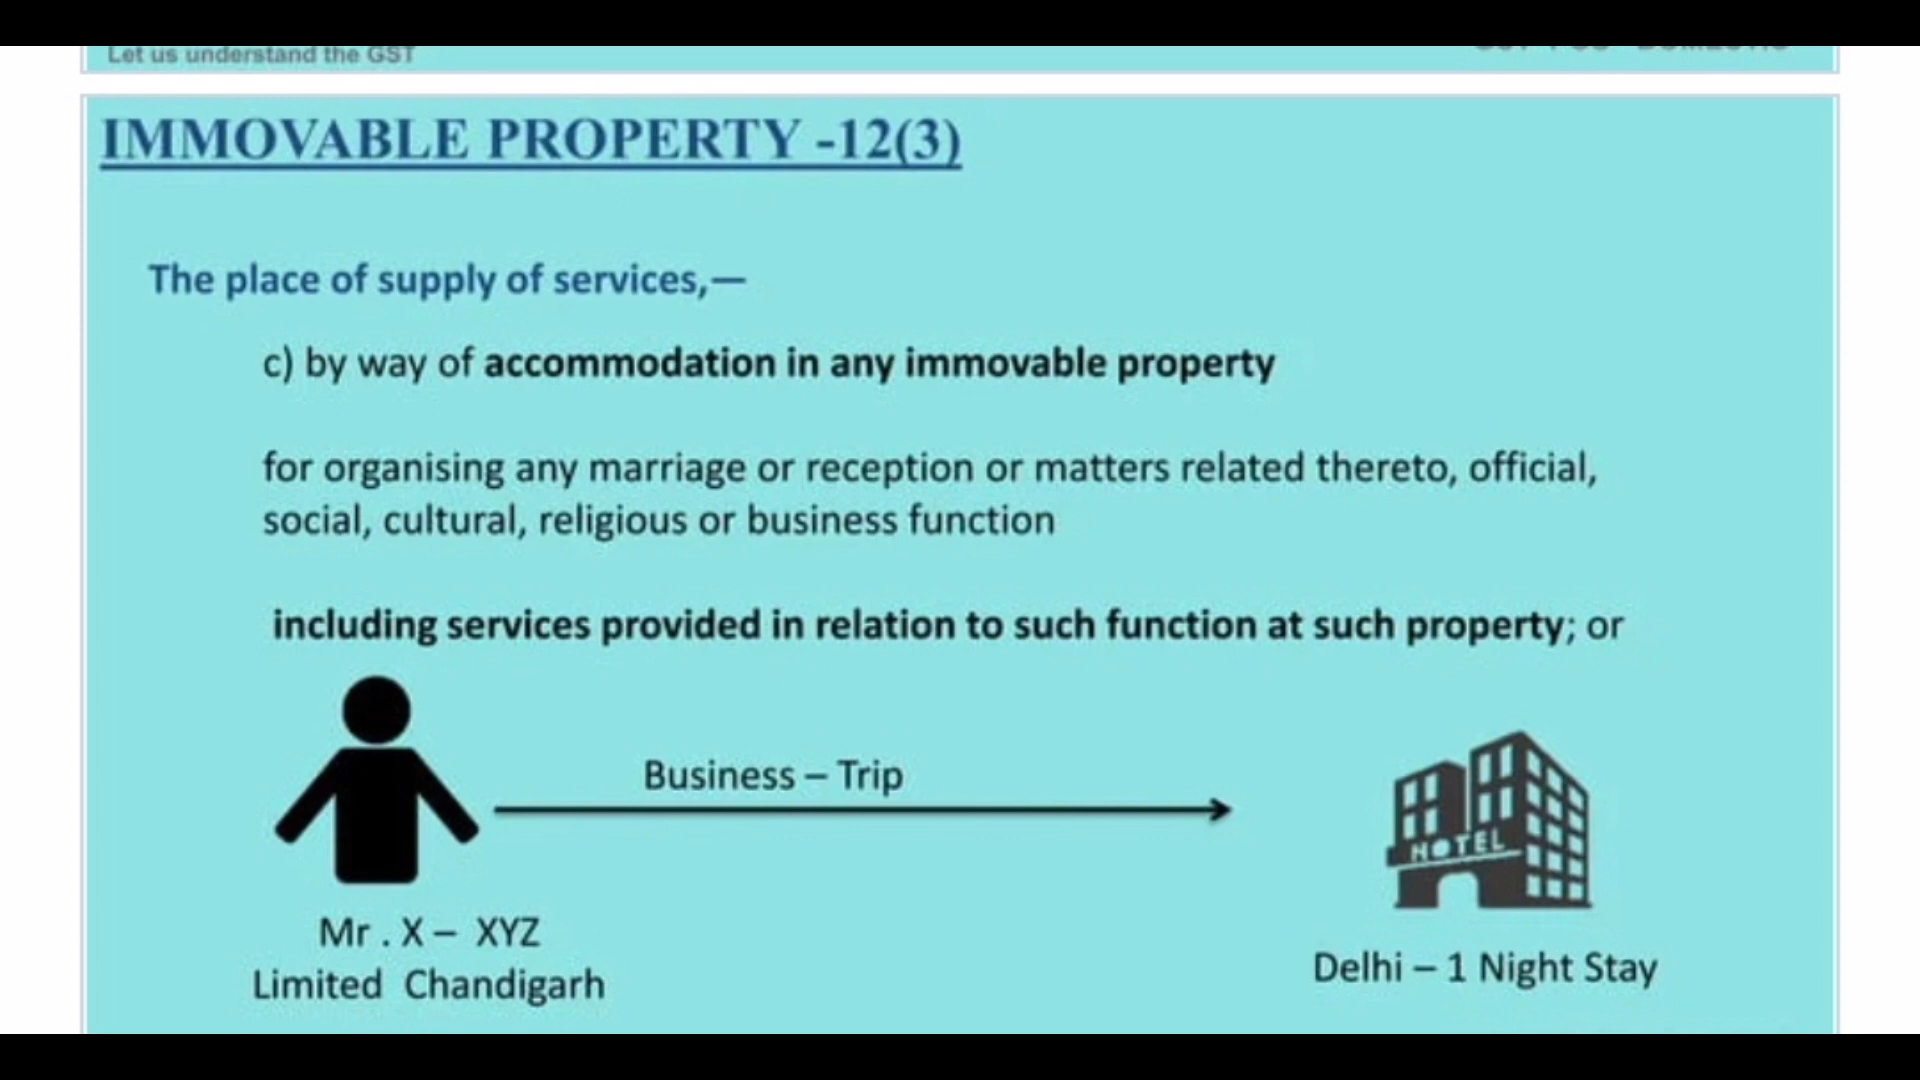 Let us understand the GST
IMMOVABLE PROPERTY -12(3)
The place of supply of services,—
c) by way of accommodation in any immovable property
for organising any marriage or reception or matters related thereto, official,
social, cultural, religious or business function
including services provided in relation to such function at such property; or
Business – Trip
HOTEL
Mr . X – XYZ
Limited Chandigarh
Delhi – 1 Night Stay